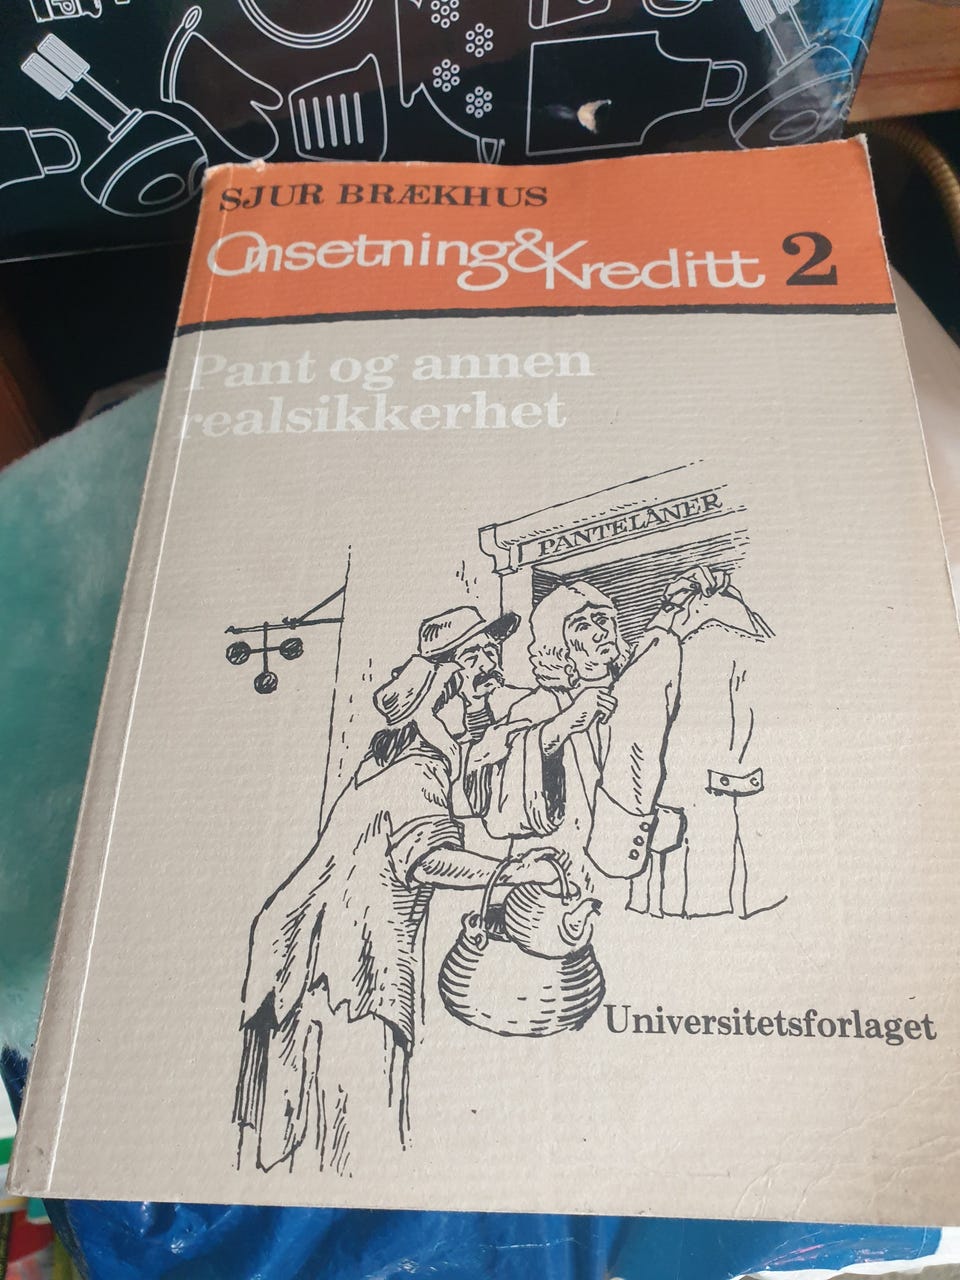 SJUR BRÆKHUS
Omsetning & Kreditt 2
Pant og annen
realsikkerhet
PANTELÅNER
Universitetsforlaget